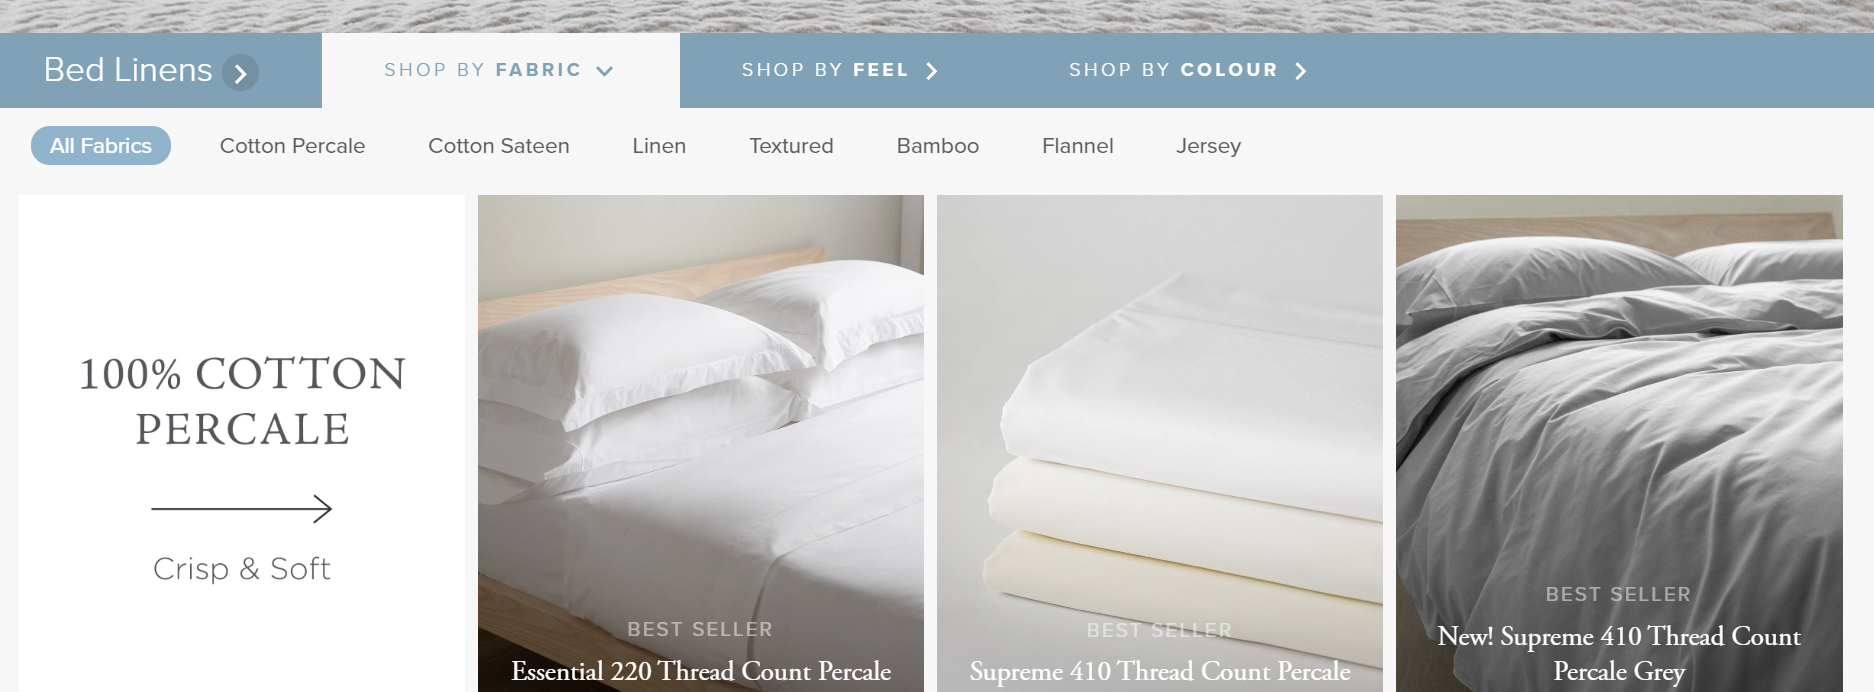 Bed Linens
SHOP BY FABRIC
SHOP BY FEEL
SHOP BY COLOUR
All Fabrics
Cotton Percale
Cotton Sateen
Linen
Textured
Bamboo
Flannel
Jersey
100% COTTON
PERCALE
Crisp & Soft
BEST SELLER
Essential 220 Thread Count Percale
BEST SELLER
Supreme 410 Thread Count Percale
BEST SELLER
New! Supreme 410 Thread Count
Percale Grey